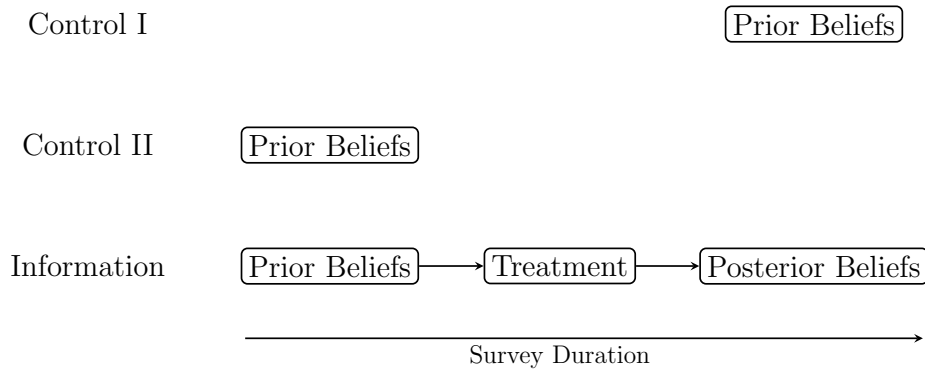 Control I
Prior Beliefs
Control II
Prior Beliefs
Information
Prior Beliefs
Treatment
Posterior Beliefs
Survey Duration